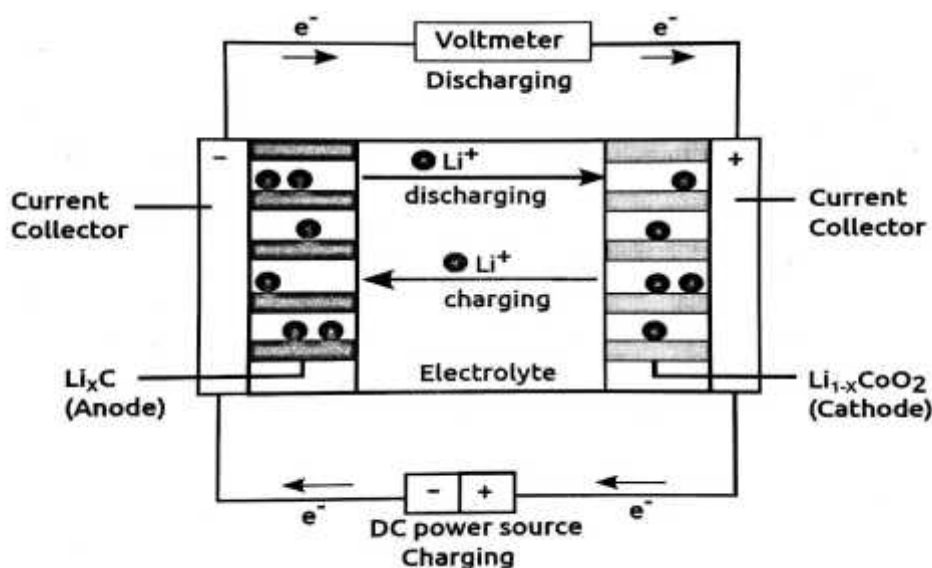 e⁻
Voltmeter
e⁻
Discharging
–
+
Li⁺
discharging
Current
Collector
Current
Collector
Li⁺
charging
LiₓC
(Anode)
Electrolyte
Li₁₋ₓCoO₂
(Cathode)
– +
e⁻
e⁻
DC power source
Charging